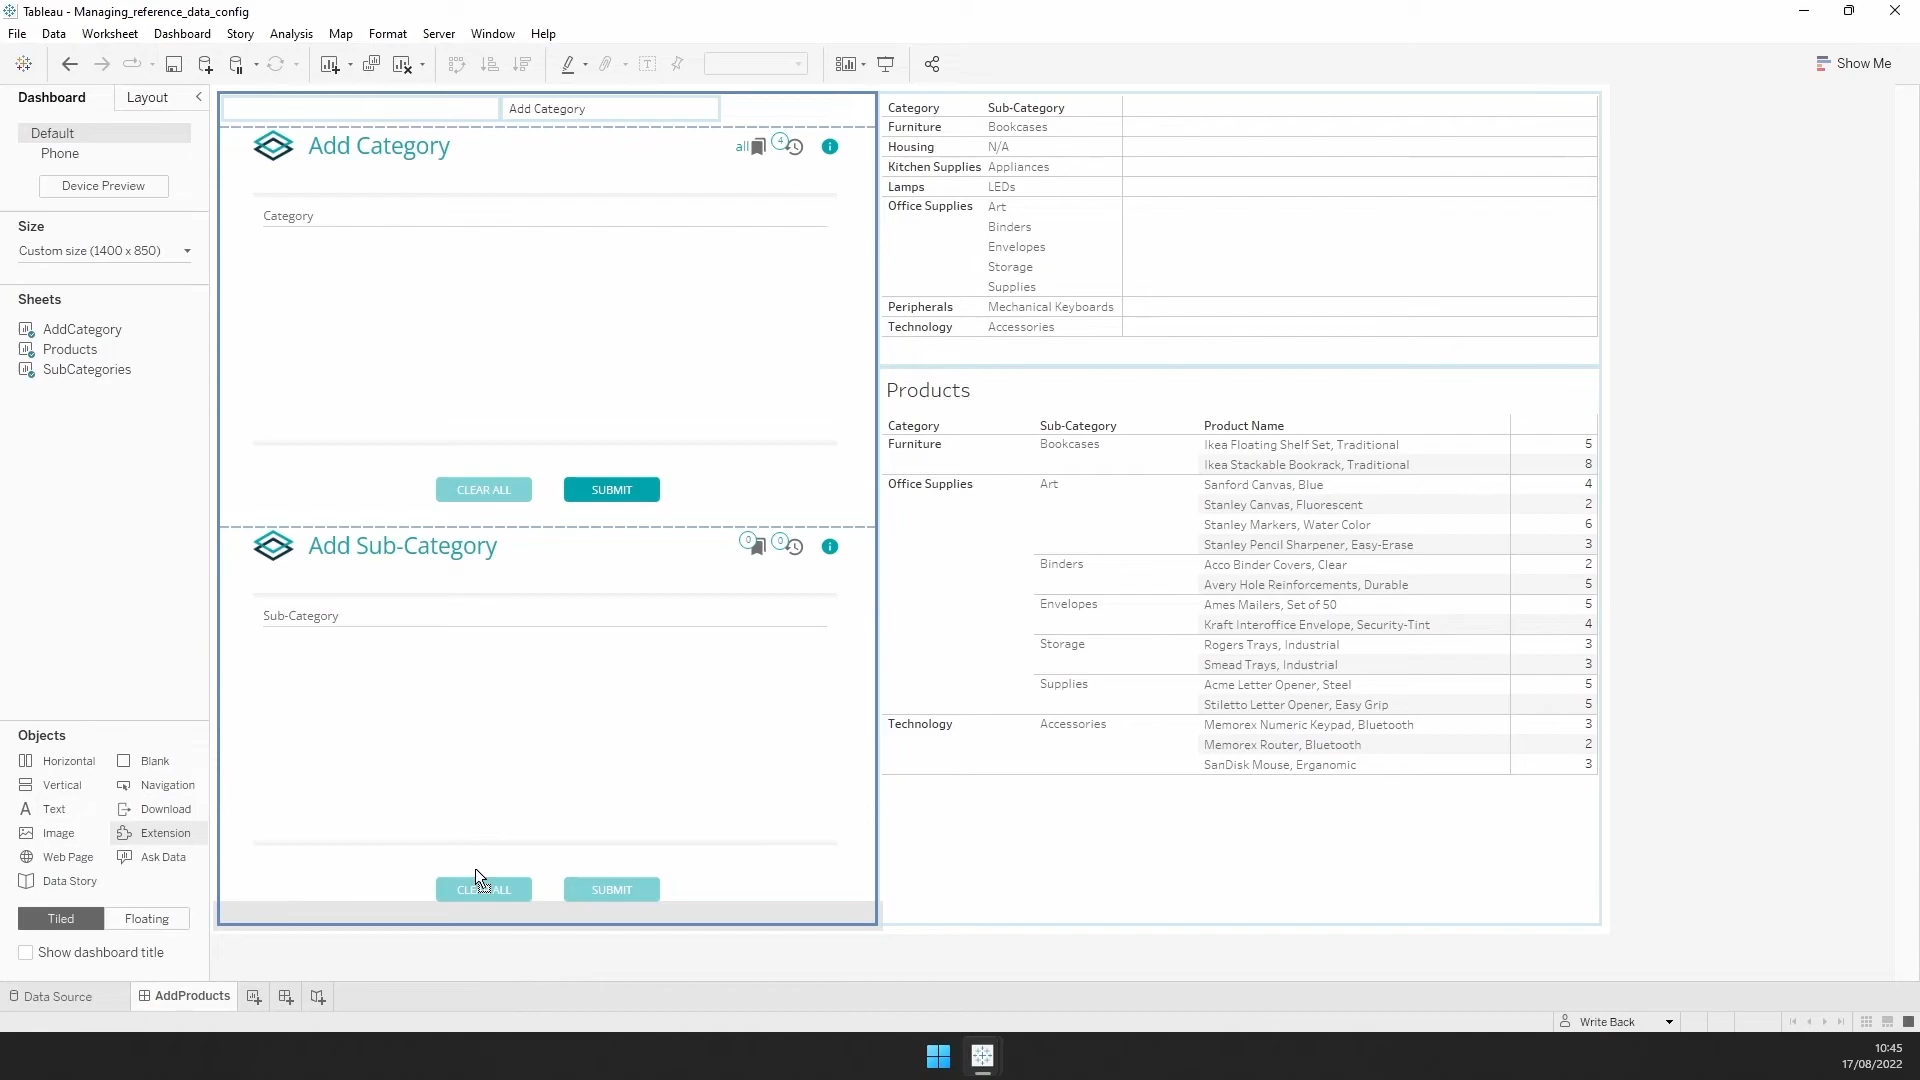 Tableau - Managing_reference_data_config
File Data Worksheet Dashboard Story Analysis Map Format Server Window Help
Show Me
Dashboard Layout
Default
Phone
Device Preview
Size
Custom size (1400 x 850)
Sheets
AddCategory
Products
SubCategories
Objects
Horizontal Blank
Vertical Navigation
Text Download
Image Extension
Web Page Ask Data
Data Story
Tiled Floating
Show dashboard title
Add Category
Add Category
all 4
Category
CLEAR ALL SUBMIT
Add Sub-Category
0 0
Sub-Category
SUBMIT
Category Sub-Category
Furniture Bookcases
Housing N/A
Kitchen Supplies Appliances
Lamps LEDs
Office Supplies Art
Binders
Envelopes
Storage
Supplies
Peripherals Mechanical Keyboards
Technology Accessories
Products
Category Sub-Category Product Name
Furniture Bookcases Ikea Floating Shelf Set, Traditional 5
Ikea Stackable Bookrack, Traditional 8
Office Supplies Art Sanford Canvas, Blue 4
Stanley Canvas, Fluorescent 2
Stanley Markers, Water Color 6
Stanley Pencil Sharpener, Easy-Erase 3
Binders Acco Binder Covers, Clear 2
Avery Hole Reinforcements, Durable 5
Envelopes Ames Mailers, Set of 50 5
Kraft Interoffice Envelope, Security-Tint 4
Storage Rogers Trays, Industrial 3
Smead Trays, Industrial 3
Supplies Acme Letter Opener, Steel 5
Stiletto Letter Opener, Easy Grip 5
Technology Accessories Memorex Numeric Keypad, Bluetooth 3
Memorex Router, Bluetooth 2
SanDisk Mouse, Erganomic 3
Data Source AddProducts
Write Back
10:45
17/08/2022